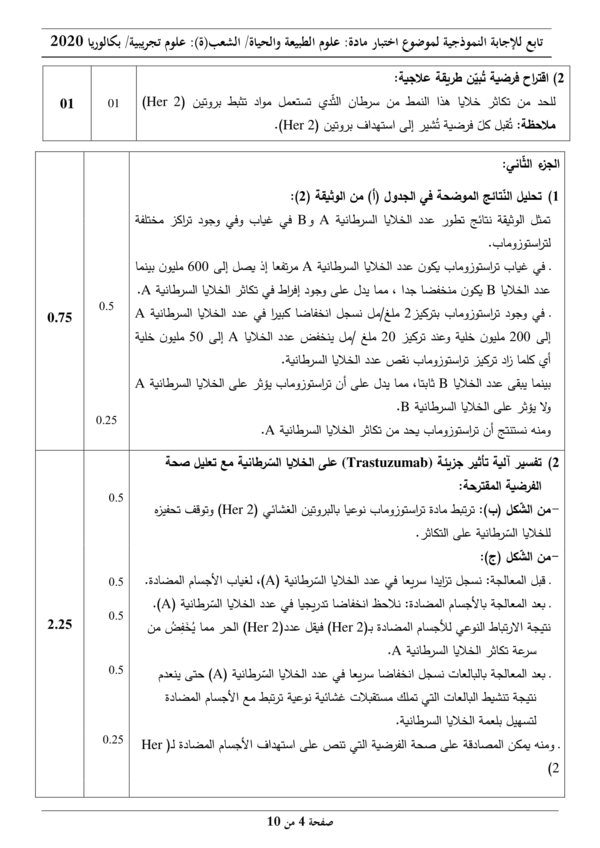 تابع للإجابة النموذجية لموضوع اختبار مادة: علوم الطبيعة والحياة/ الشعب(ة): علوم تجريبية/ بكالوريا 2020
2) اقتراح فرضية تُبيّن طريقة علاجية:
للحد من تكاثر خلايا هذا النمط من سرطان الثّدي تستعمل مواد تثبط بروتين (Her 2)
01
01
ملاحظة: تُقبل كلّ فرضية تُشير إلى استهداف بروتين (Her 2).
الجزء الثّاني:
1) تحليل النّتائج الموضحة في الجدول (أ) من الوثيقة (2):
تمثل الوثيقة نتائج تطور عدد الخلايا السرطانية A و B في غياب وفي وجود تراكز مختلفة
لتراستوزوماب.
. في غياب تراستوزوماب يكون عدد الخلايا السرطانية A مرتفعا إذ يصل إلى 600 مليون بينما
عدد الخلايا B يكون منخفضا جدا ، مما يدل على وجود إفراط في تكاثر الخلايا السرطانية A.
. في وجود تراستوزوماب بتركيز 2 ملغ/مل نسجل انخفاضا كبيرا في عدد الخلايا السرطانية A
0.5
0.75
إلى 200 مليون خلية وعند تركيز 20 ملغ /مل ينخفض عدد الخلايا A إلى 50 مليون خلية
أي كلما زاد تركيز تراستوزوماب نقص عدد الخلايا السرطانية.
بينما يبقى عدد الخلايا B ثابتا، مما يدل على أن تراستوزوماب يؤثر على الخلايا السرطانية A
ولا يؤثر على الخلايا السرطانية B.
0.25
ومنه نستنتج أن تراستوزوماب يحد من تكاثر الخلايا السرطانية A.
2) تفسير آلية تأثير جزيئة (Trastuzumab) على الخلايا السّرطانية مع تعليل صحة
الفرضية المقترحة:
0.5
-من الشّكل (ب): ترتبط مادة تراستوزوماب نوعيا بالبروتين الغشائي (Her 2) وتوقف تحفيزه
للخلايا السّرطانية على التكاثر.
-من الشّكل (ج):
. قبل المعالجة: نسجل تزايدا سريعا في عدد الخلايا السّرطانية (A)، لغياب الأجسام المضادة.
0.5
. بعد المعالجة بالأجسام المضادة: نلاحظ انخفاضا تدريجيا في عدد الخلايا السّرطانية (A).
0.5
2.25
نتيجة الارتباط النوعي للأجسام المضادة بـ(Her 2) فيقل عدد(Her 2) الحر مما يُخَفِضُ من
سرعة تكاثر الخلايا السرطانية A.
. بعد المعالجة بالبالعات نسجل انخفاضا سريعا في عدد الخلايا السّرطانية (A) حتى ينعدم
0.5
نتيجة تنشيط البالعات التي تملك مستقبلات غشائية نوعية ترتبط مع الأجسام المضادة
لتسهيل بلعمة الخلايا السرطانية.
. ومنه يمكن المصادقة على صحة الفرضية التي تنص على استهداف الأجسام المضادة لـ( Her
0.25
2)
صفحة 4 من 10